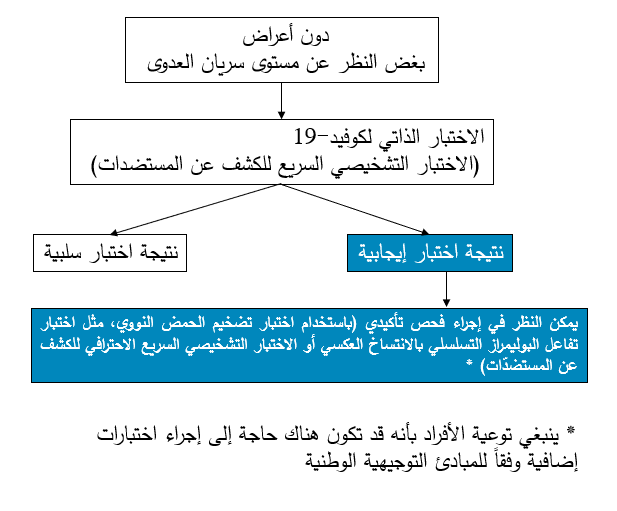 دون أعراض
بغض النظر عن مستوى سريان العدوى
الاختبار الذاتي لكوفيد-19
(الاختبار التشخيصي السريع للكشف عن المستضدات)
نتيجة اختبار إيجابية
نتيجة اختبار سلبية
يمكن النظر في إجراء فحص تأكيدي (باستخدام اختبار تضخيم الحمض النووي، مثل اختبار
تفاعل البوليمراز التسلسلي بالانتساخ العكسي أو الاختبار التشخيصي السريع الاحترافي للكشف
عن المستضدّات) *
* ينبغي توعية الأفراد بأنه قد تكون هناك حاجة إلى إجراء اختبارات
إضافية وفقاً للمبادئ التوجيهية الوطنية